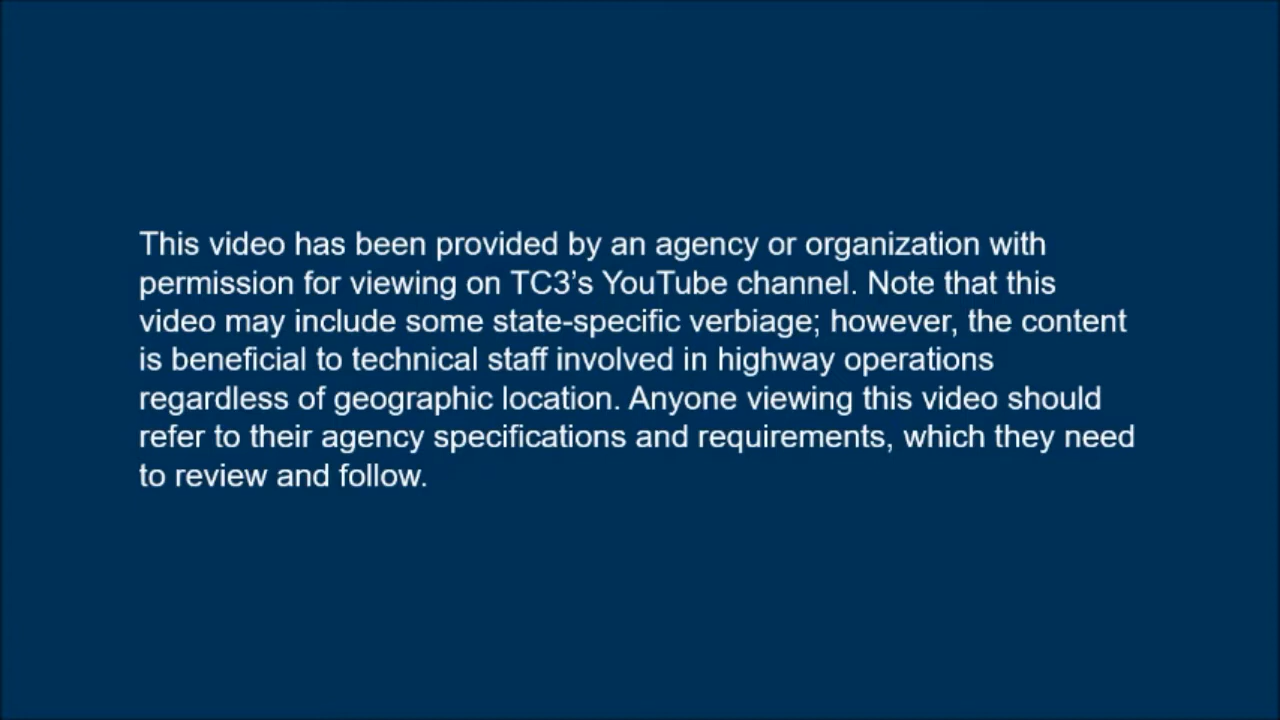 This video has been provided by an agency or organization with
permission for viewing on TC3’s YouTube channel. Note that this
video may include some state-specific verbiage; however, the content
is beneficial to technical staff involved in highway operations
regardless of geographic location. Anyone viewing this video should
refer to their agency specifications and requirements, which they need
to review and follow.